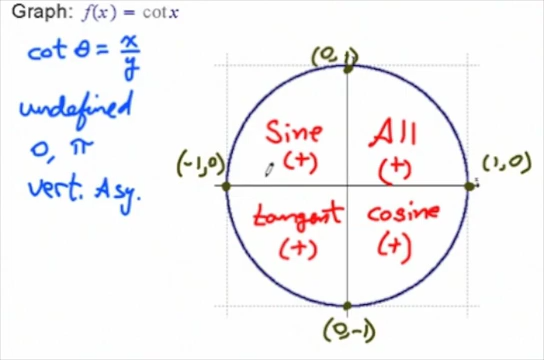 Graph: f(x) = cot x
cot θ = x/y
undefined
0, π
vert. Asy.
(0, 1)
Sine
(+)
All
(+)
(-1,0)
(1,0)
tangent
(+)
cosine
(+)
(0,-1)